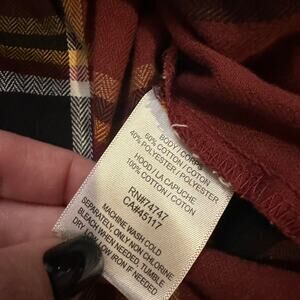 BODY / CORPS
60% COTTON / COTON
40% POLYESTER / POLYESTER
HOOD / LA CAPUCHE
100% COTTON / COTON
RN#74747
CA#45117
MACHINE WASH COLD
SEPARATELY, ONLY NON CHLORINE
BLEACH WHEN NEEDED, TUMBLE
DRY LOW, LOW IRON IF NEEDED